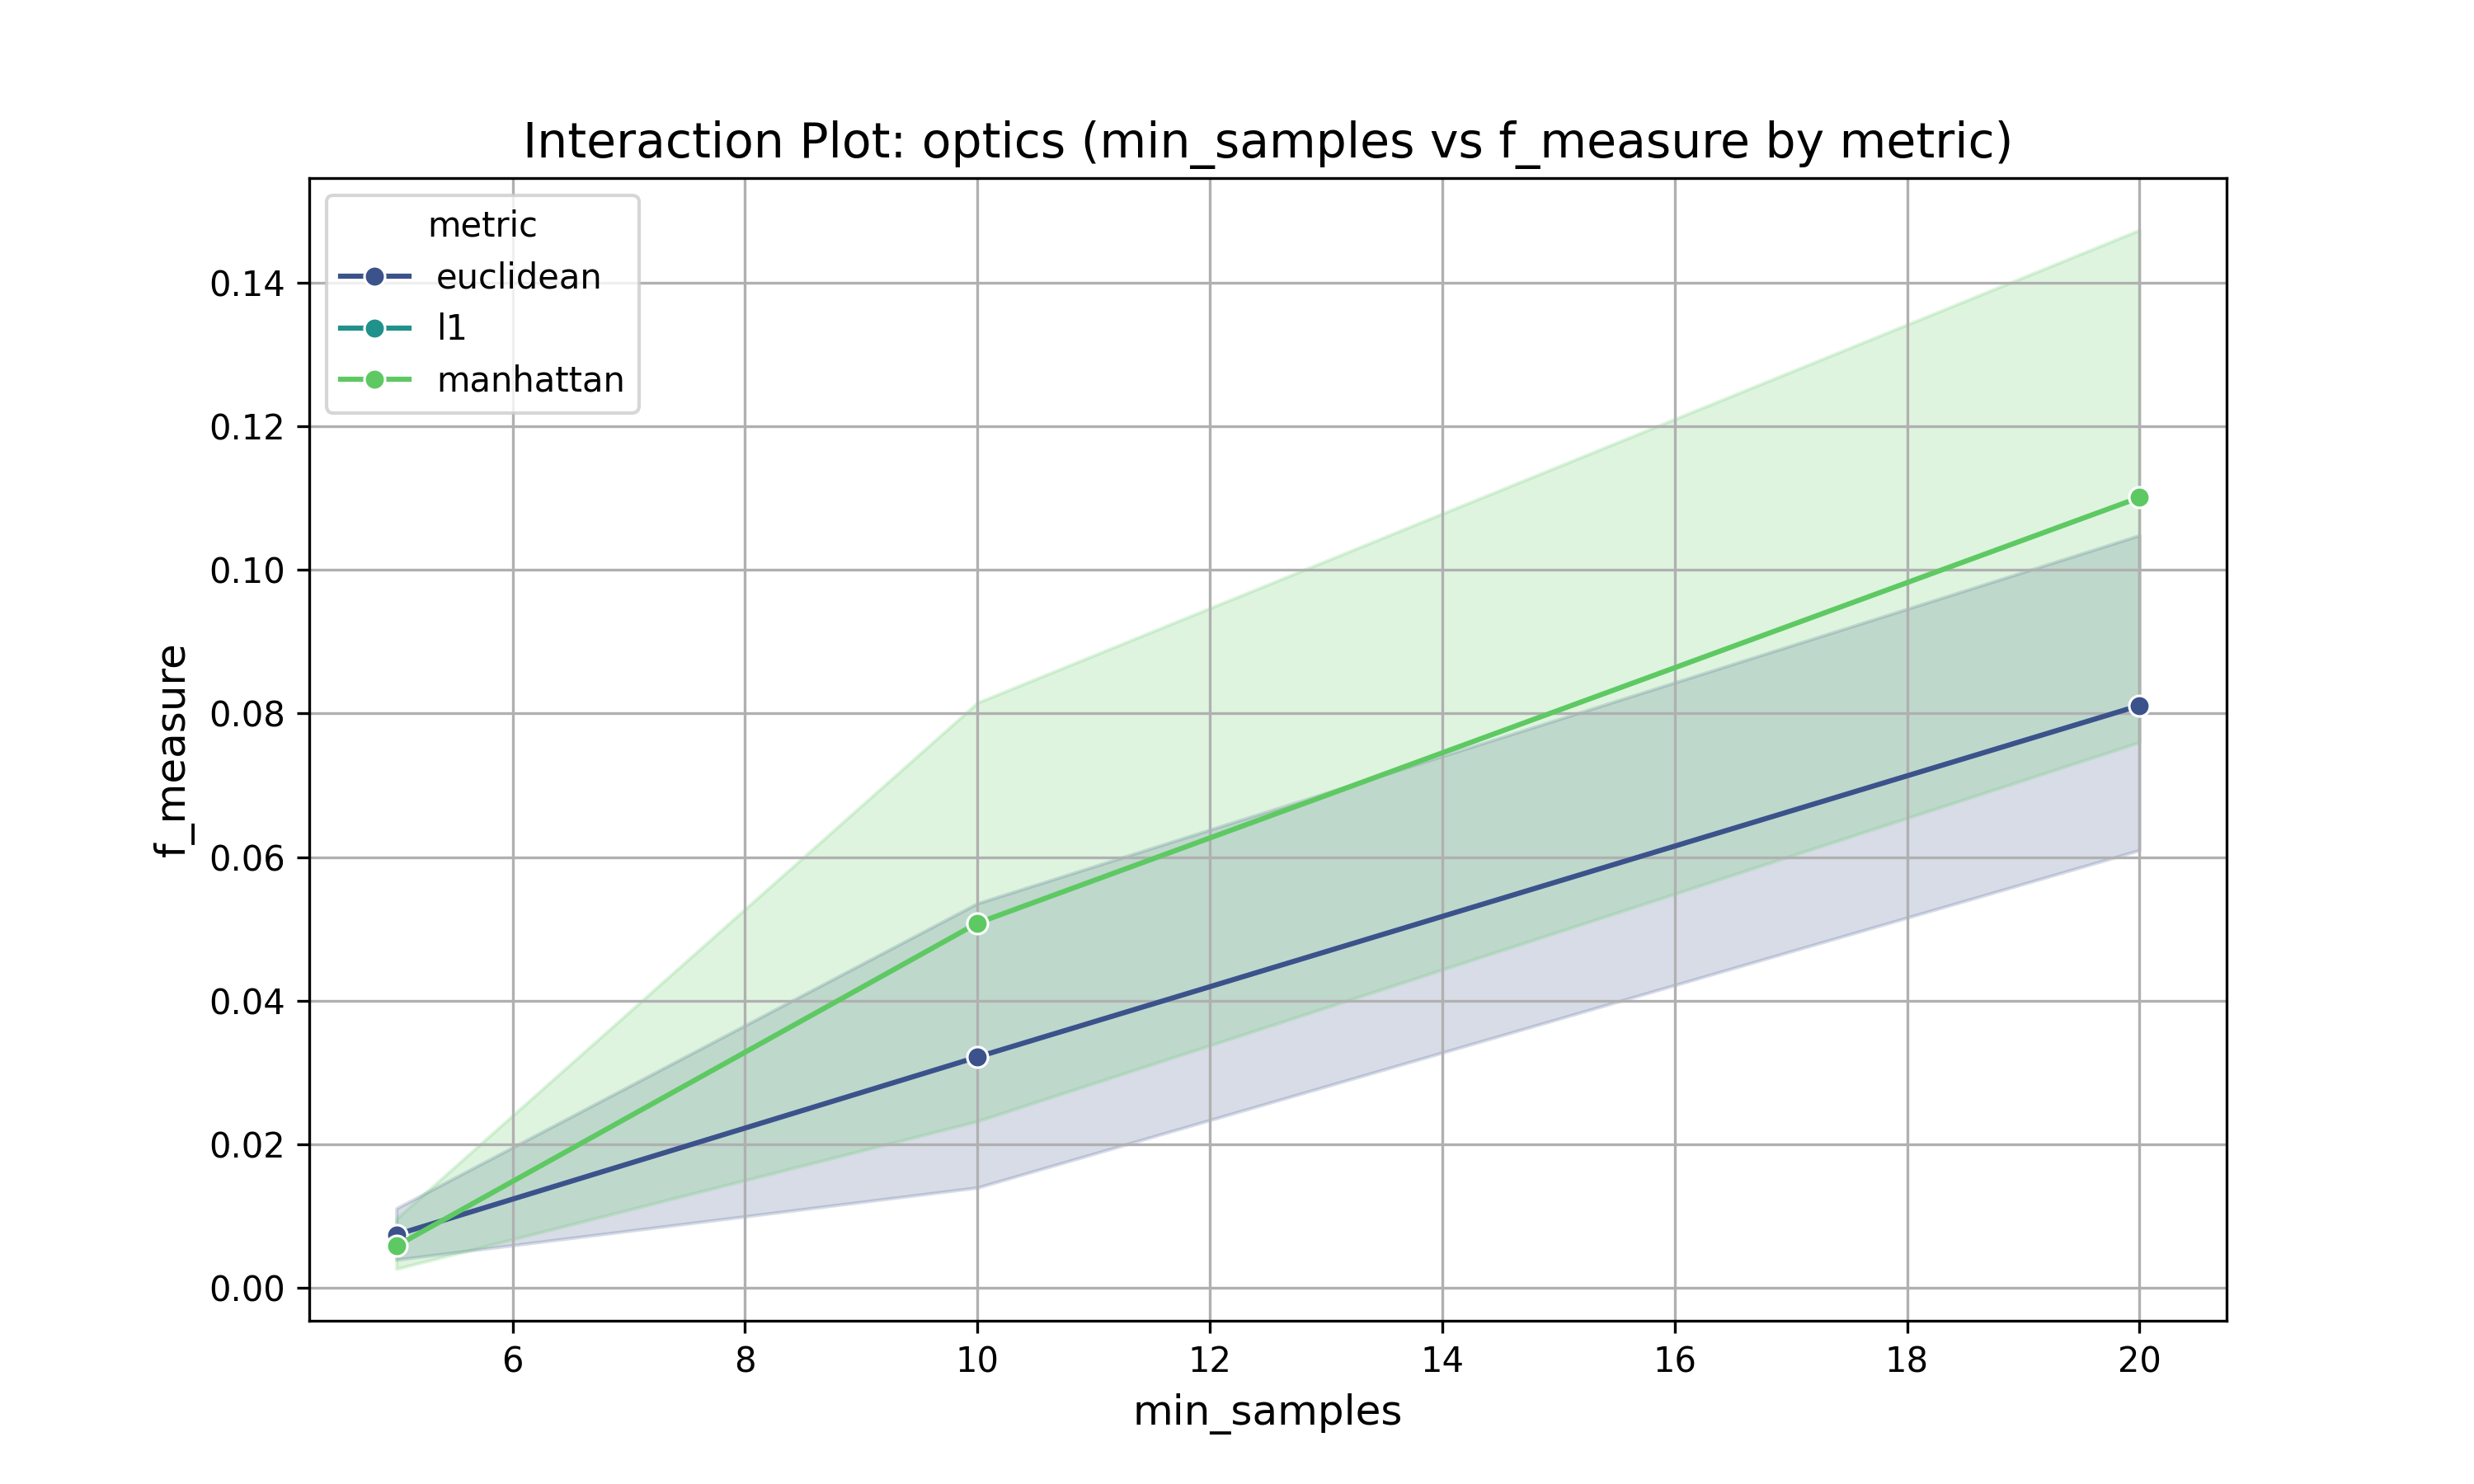 Interaction Plot: optics (min_samples vs f_measure by metric)
metric
euclidean
l1
manhattan
f_measure
0.14
0.12
0.10
0.08
0.06
0.04
0.02
0.00
6 8 10 12 14 16 18 20
min_samples